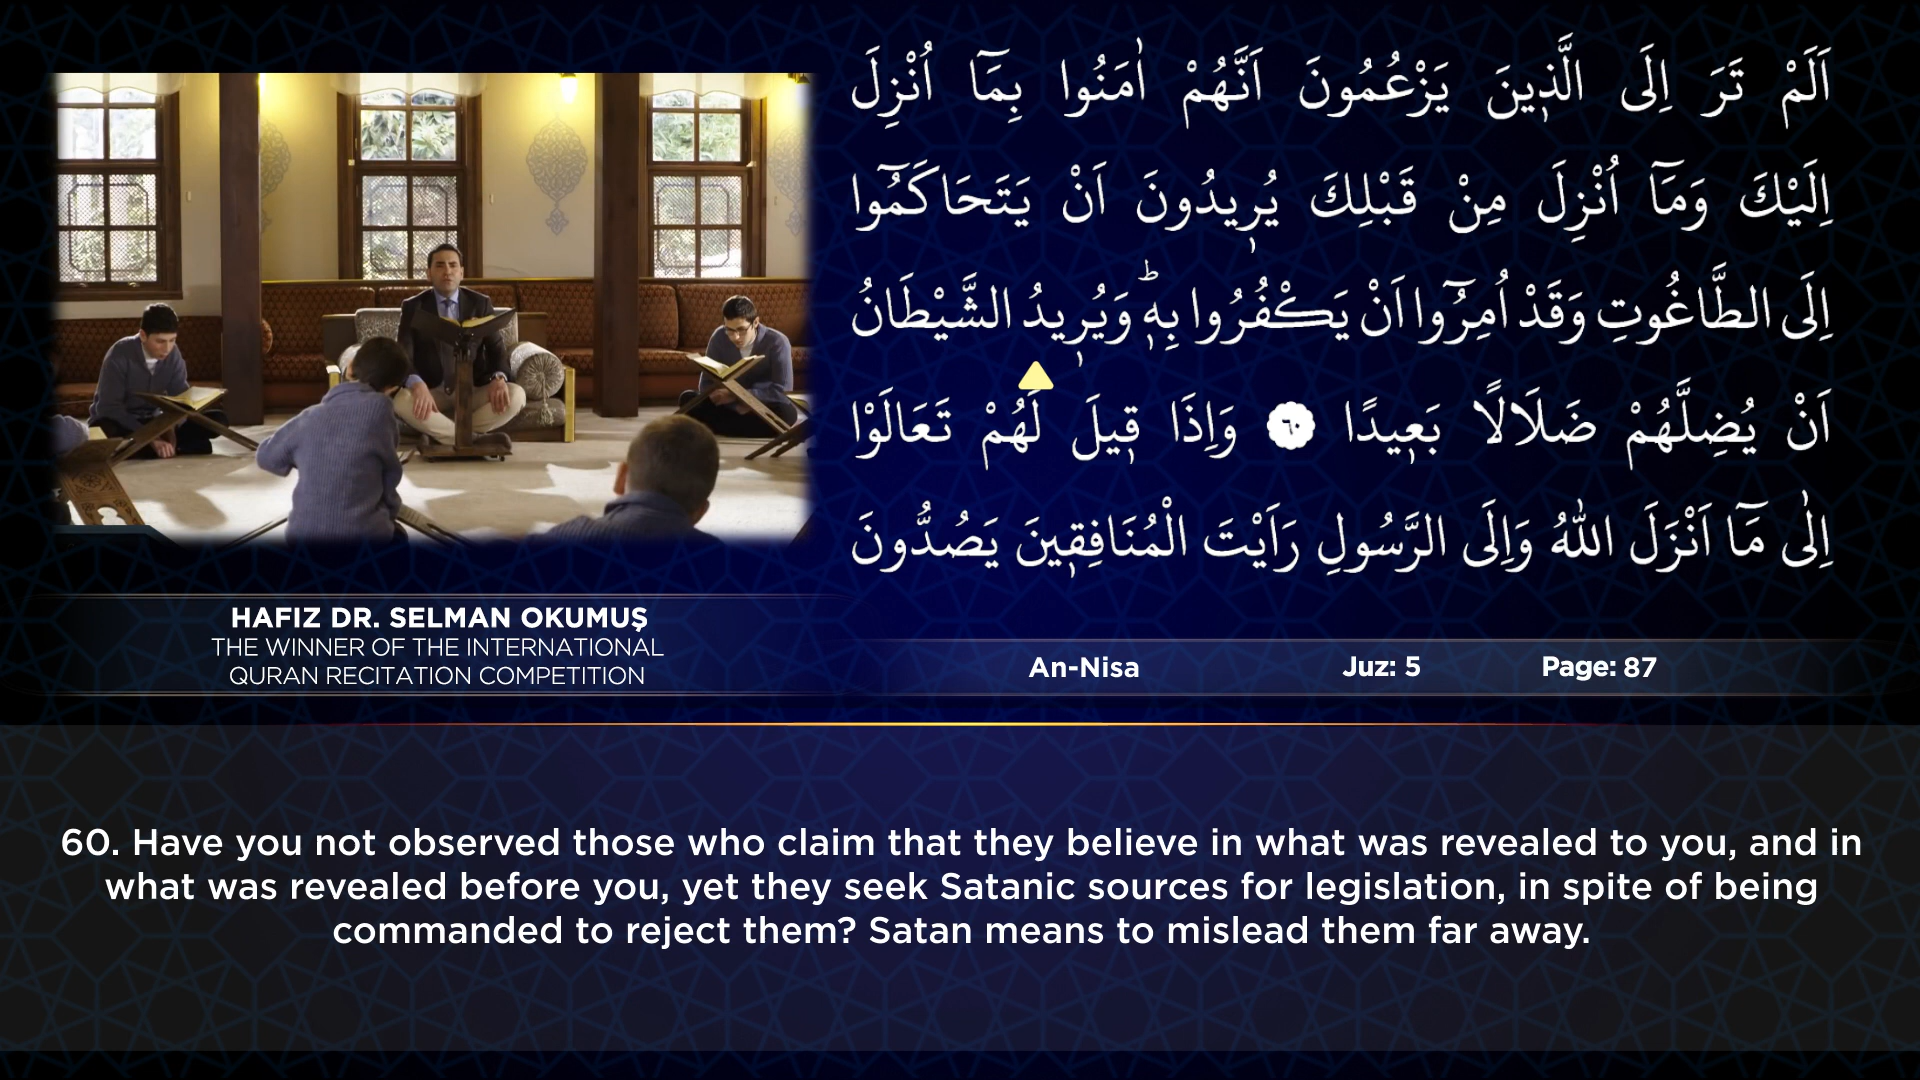 اَلَمْ تَرَ اِلَى الَّذ۪ينَ يَزْعُمُونَ اَنَّهُمْ اٰمَنُوا بِمَٓا اُنْزِلَ
اِلَيْكَ وَمَٓا اُنْزِلَ مِنْ قَبْلِكَ يُر۪يدُونَ اَنْ يَتَحَاكَمُٓوا
اِلَى الطَّاغُوتِ وَقَدْ اُمِرُٓوا اَنْ يَكْفُرُوا بِه۪ۜ وَيُر۪يدُ الشَّيْطَانُ
اَنْ يُضِلَّهُمْ ضَلَالًا بَع۪يدًا ٦٠ وَاِذَا ق۪يلَ لَهُمْ تَعَالَوْا
اِلٰى مَٓا اَنْزَلَ اللّٰهُ وَاِلَى الرَّسُولِ رَاَيْتَ الْمُنَافِق۪ينَ يَصُدُّونَ
HAFIZ DR. SELMAN OKUMUŞ
THE WINNER OF THE INTERNATIONAL
QURAN RECITATION COMPETITION
An-Nisa Juz: 5 Page: 87
60. Have you not observed those who claim that they believe in what was revealed to you, and in
what was revealed before you, yet they seek Satanic sources for legislation, in spite of being
commanded to reject them? Satan means to mislead them far away.